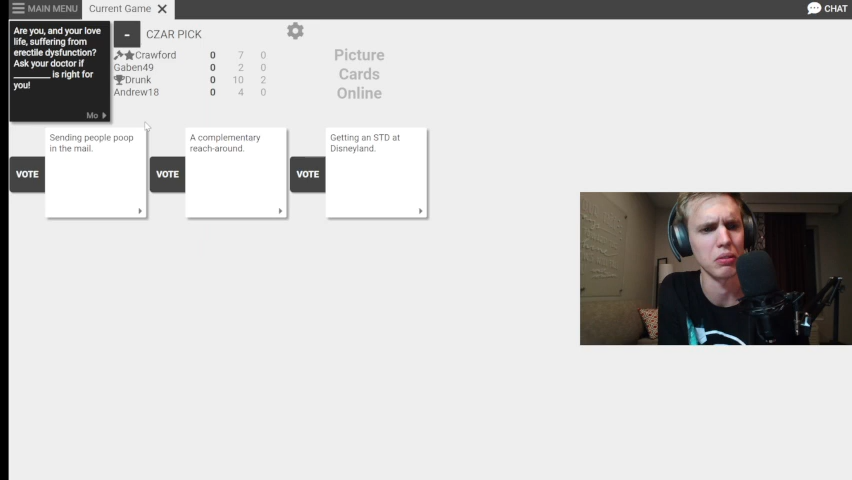 MAIN MENU
Current Game
CHAT
Are you, and your love
life, suffering from
erectile dysfunction?
Ask your doctor if
________ is right for
you!
Mo
-
CZAR PICK
Crawford 0 7 0
Gaben49 0 2 0
Drunk 0 10 2
Andrew18 0 4 0
Picture
Cards
Online
VOTE
Sending people poop
in the mail.
VOTE
A complementary
reach-around.
VOTE
Getting an STD at
Disneyland.